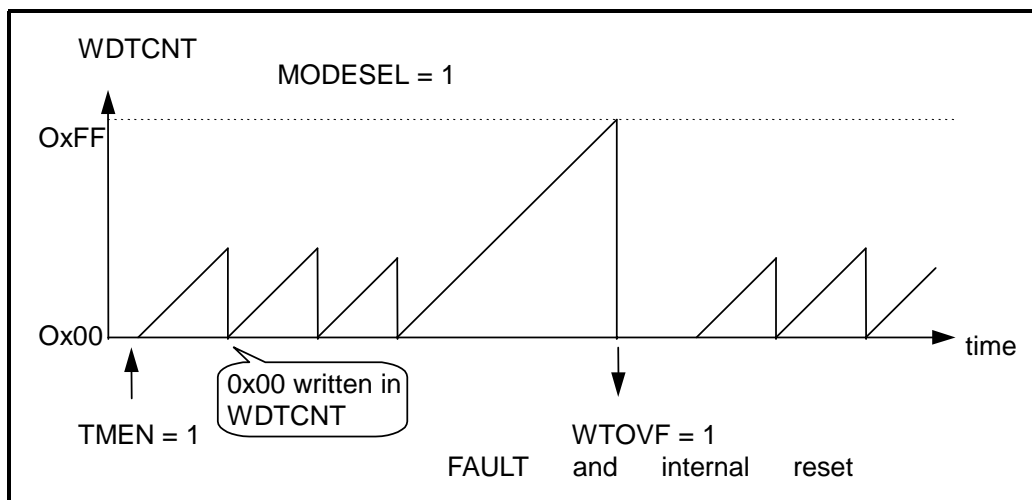 WDTCNT
MODESEL = 1
OxFF
Ox00
time
0x00 written in
WDTCNT
TMEN = 1
WTOVF = 1
FAULT and internal reset